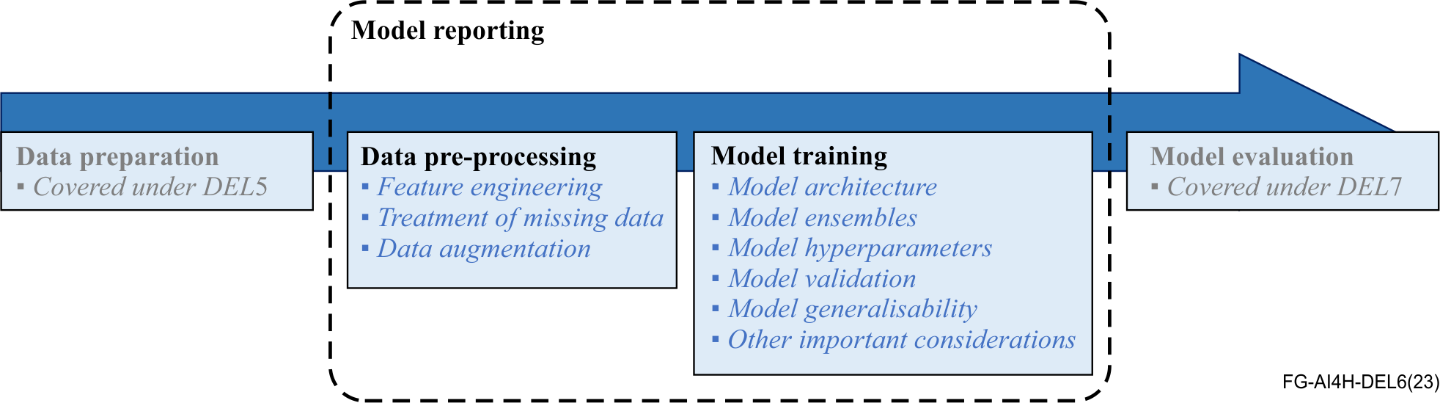 Model reporting
Data preparation
▪ Covered under DEL5
Data pre-processing
▪ Feature engineering
▪ Treatment of missing data
▪ Data augmentation
Model training
▪ Model architecture
▪ Model ensembles
▪ Model hyperparameters
▪ Model validation
▪ Model generalisability
▪ Other important considerations
Model evaluation
▪ Covered under DEL7
FG-AI4H-DEL6(23)